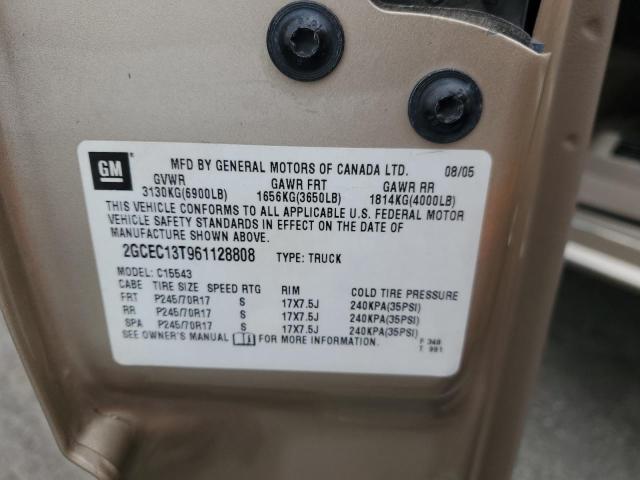 GM
MFD BY GENERAL MOTORS OF CANADA LTD. 08/05
GVWR GAWR FRT GAWR RR
3130KG(6900LB) 1656KG(3650LB) 1814KG(4000LB)
THIS VEHICLE CONFORMS TO ALL APPLICABLE U.S. FEDERAL MOTOR
VEHICLE SAFETY STANDARDS IN EFFECT ON THE DATE OF
MANUFACTURE SHOWN ABOVE.
2GCEC13T961128808 TYPE: TRUCK
MODEL: C15543
CABE TIRE SIZE SPEED RTG RIM COLD TIRE PRESSURE
FRT P245/70R17 S 17X7.5J 240KPA(35PSI)
RR P245/70R17 S 17X7.5J 240KPA(35PSI)
SPA P245/70R17 S 17X7.5J 240KPA(35PSI)
SEE OWNER'S MANUAL FOR MORE INFORMATION.
F: 348
T: 991